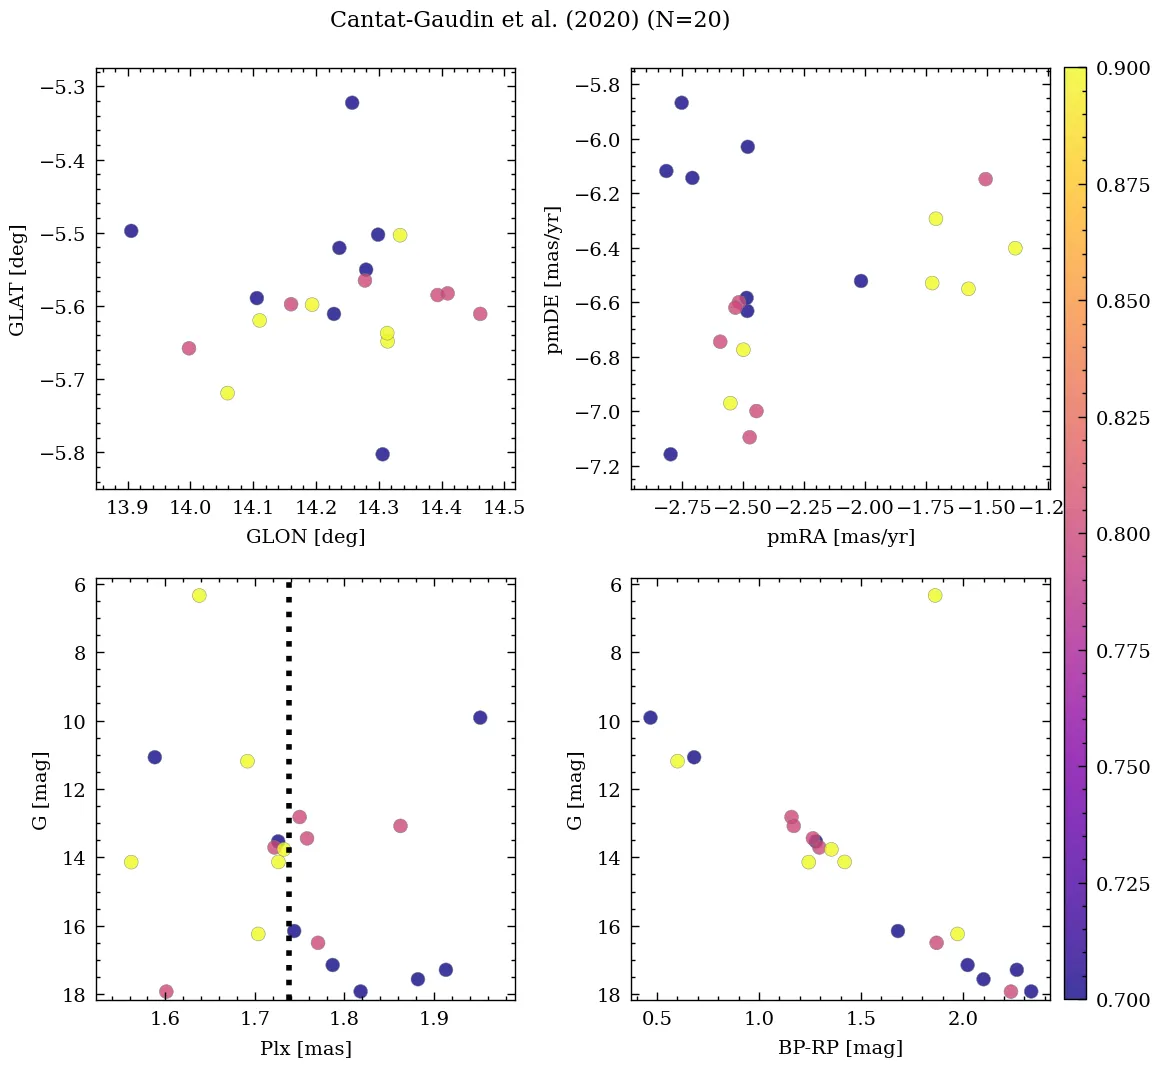 Cantat-Gaudin et al. (2020) (N=20)
−5.3
−5.4
−5.5
−5.6
−5.7
−5.8
GLAT [deg]
13.9 14.0 14.1 14.2 14.3 14.4 14.5
GLON [deg]
−5.8
−6.0
−6.2
−6.4
−6.6
−6.8
−7.0
−7.2
pmDE [mas/yr]
−2.75 −2.50 −2.25 −2.00 −1.75 −1.50 −1.2
pmRA [mas/yr]
6
8
10
12
14
16
18
G [mag]
1.6 1.7 1.8 1.9
Plx [mas]
6
8
10
12
14
16
18
G [mag]
0.5 1.0 1.5 2.0
BP-RP [mag]
0.900
0.875
0.850
0.825
0.800
0.775
0.750
0.725
0.700